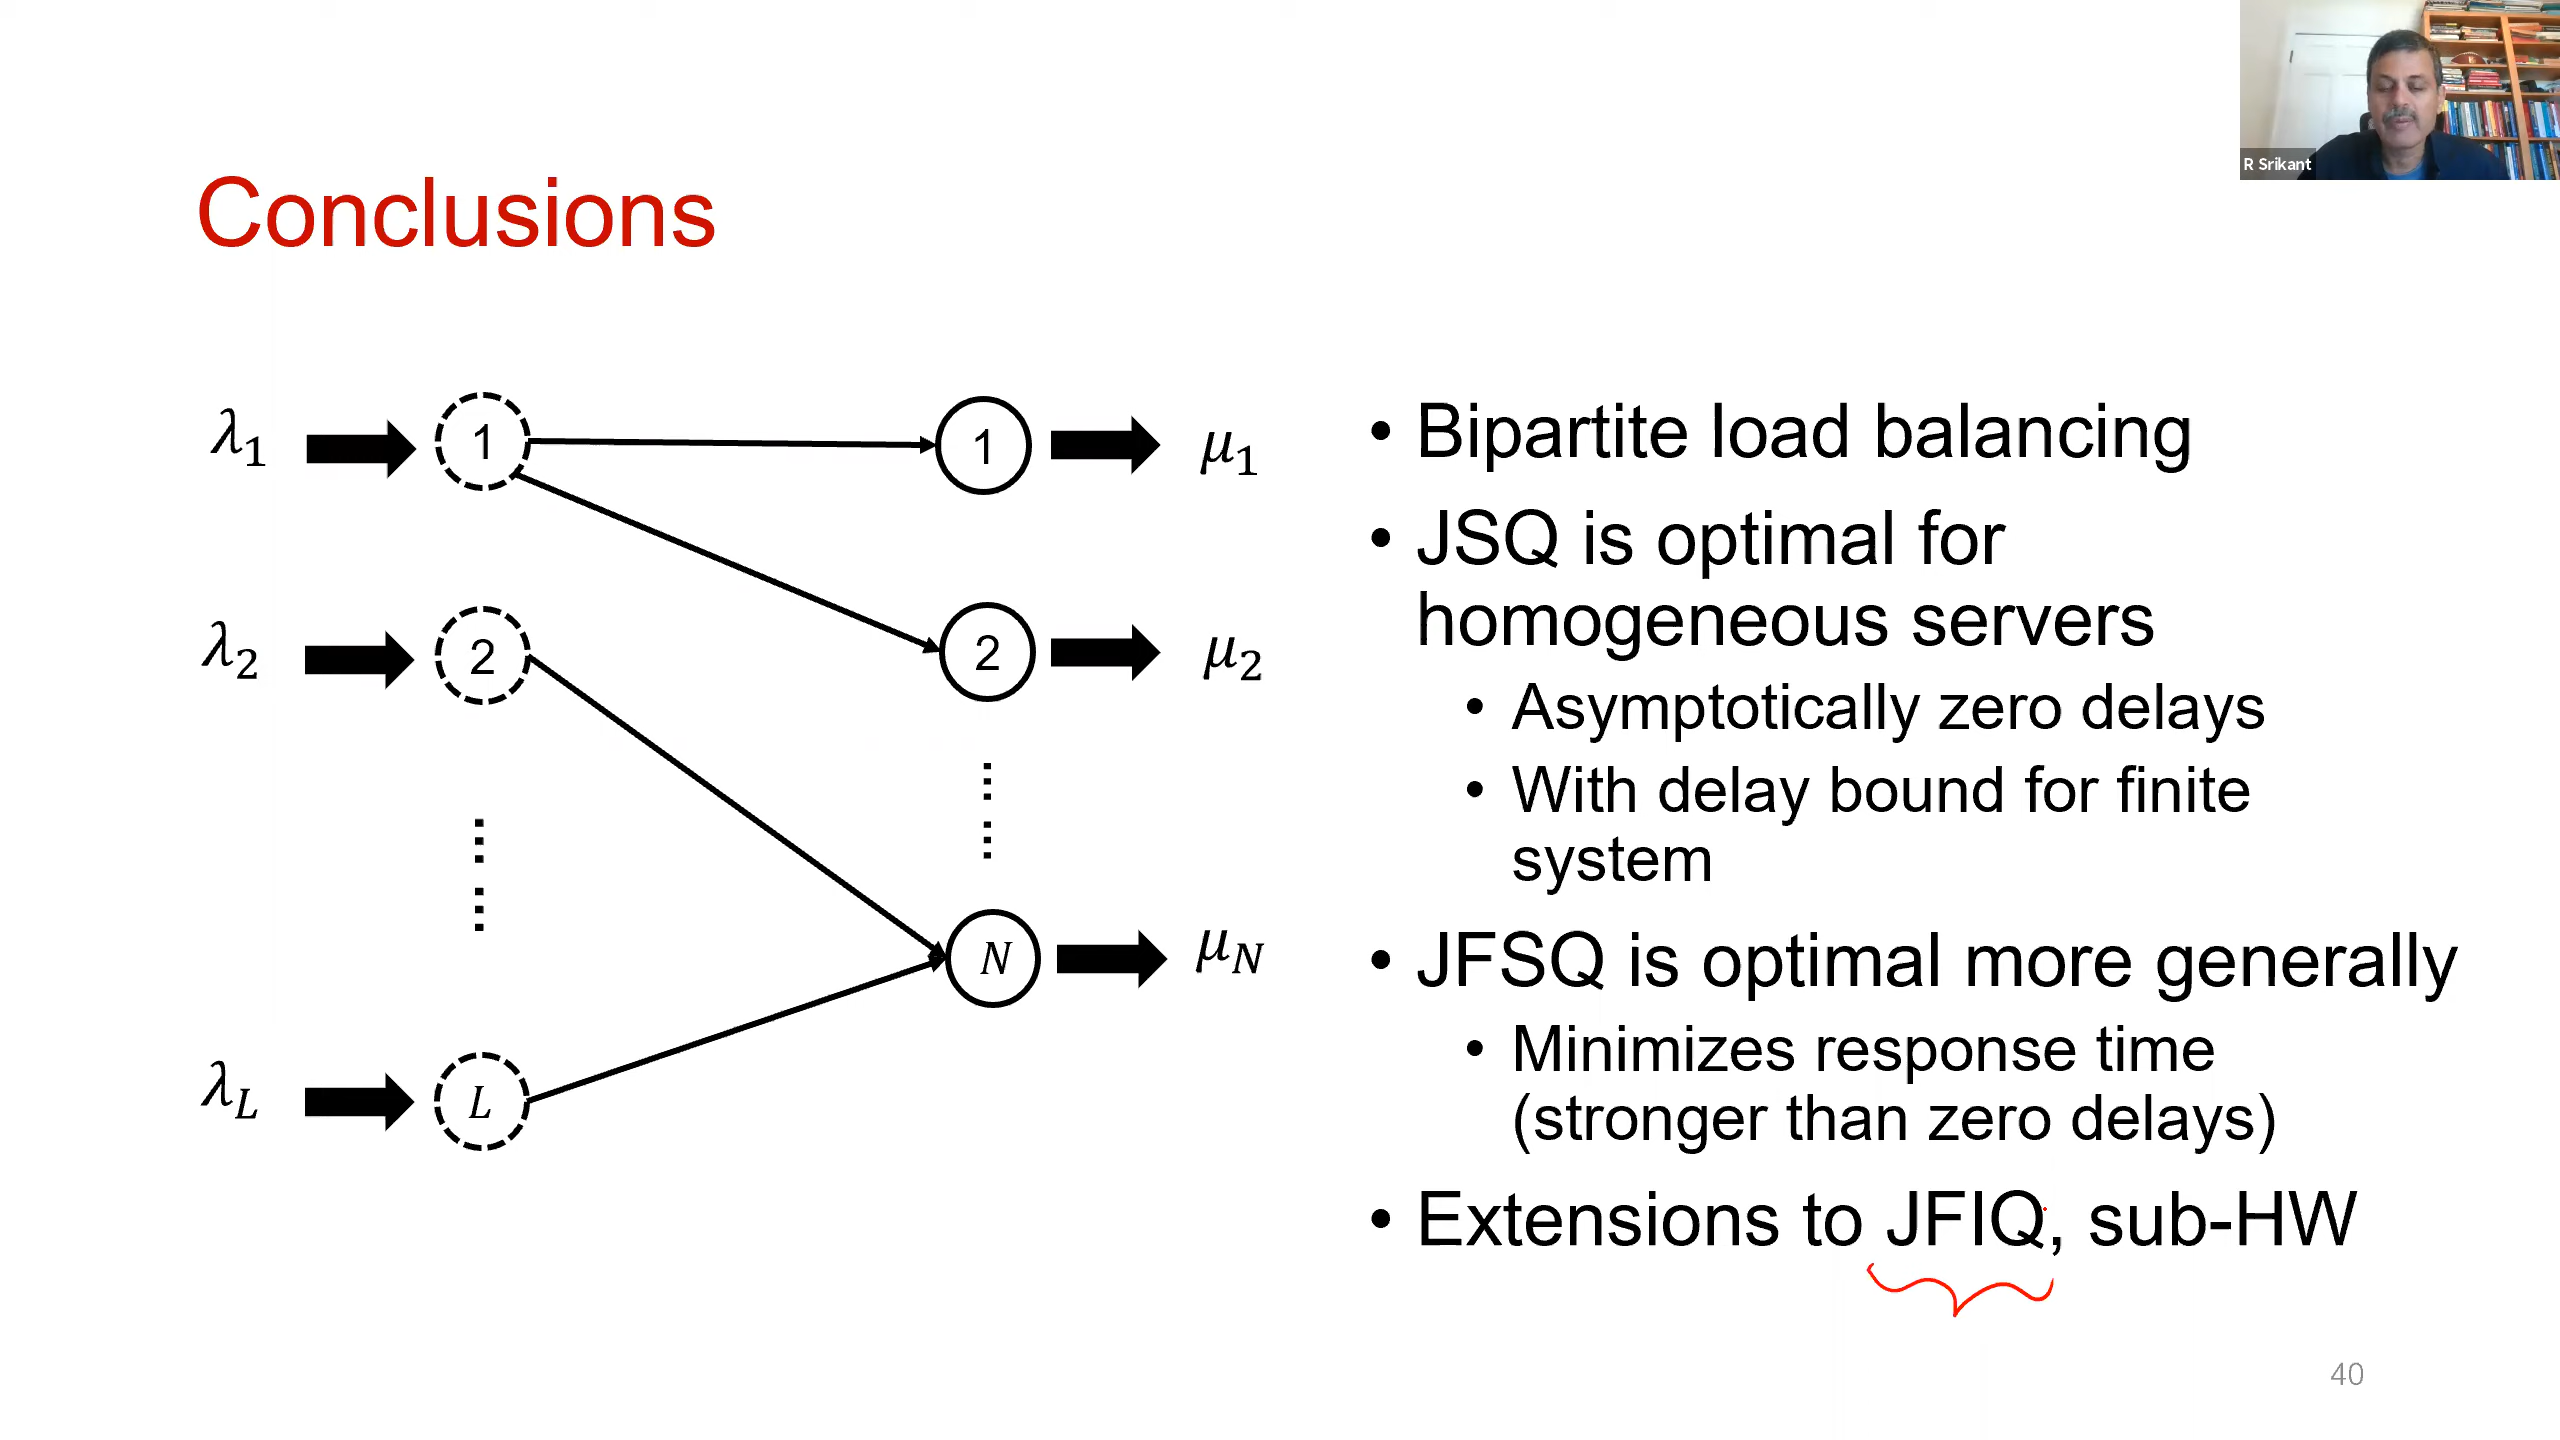 R Srikant
Conclusions
λ1
1
1
μ1
λ2
2
2
μ2
N
μN
λL
L
• Bipartite load balancing
• JSQ is optimal for
homogeneous servers
• Asymptotically zero delays
• With delay bound for finite
system
• JFSQ is optimal more generally
• Minimizes response time
(stronger than zero delays)
• Extensions to JFIQ, sub-HW
40